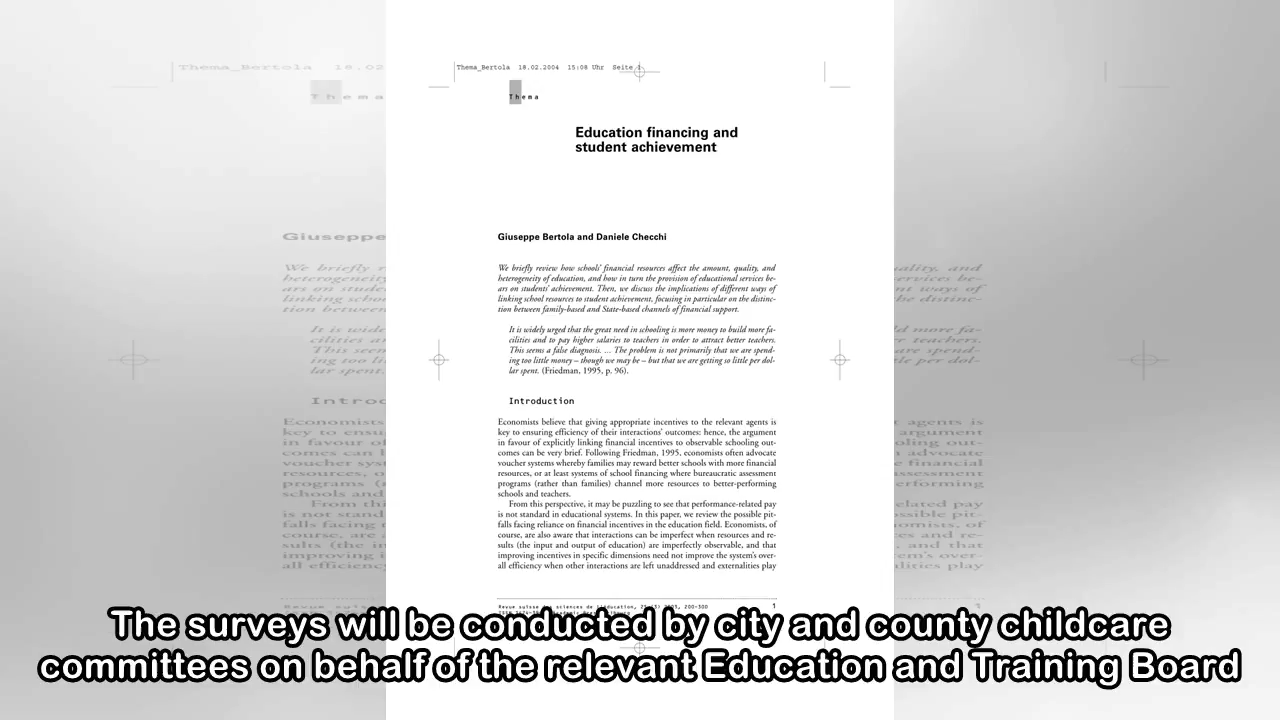 Thema_Bertola 18.02.2004 15:08 Uhr Seite 1
Thema
Education financing and
student achievement
Giuseppe Bertola and Daniele Checchi
We briefly review how schools' financial resources affect the amount, quality, and
heterogeneity of education, and how in turn the provision of educational services be-
ars on students' achievement. Then, we discuss the implications of different ways of
linking school resources to student achievement, focusing in particular on the distinc-
tion between family-based and State-based channels of financial support.
It is widely urged that the great need in schooling is more money to build more fa-
cilities and to pay higher salaries to teachers in order to attract better teachers.
This seems a false diagnosis. ... The problem is not primarily that we are spend-
ing too little money – though we may be – but that we are getting so little per dol-
lar spent. (Friedman, 1995, p. 96).
Introduction
Economists believe that giving appropriate incentives to the relevant agents is
key to ensuring efficiency of their interactions' outcomes: hence, the argument
in favour of explicitly linking financial incentives to observable schooling out-
comes can be very brief. Following Friedman, 1995, economists often advocate
voucher systems whereby families may reward better schools with more financial
resources, or at least systems of school financing where bureaucratic assessment
programs (rather than families) channel more resources to better-performing
schools and teachers.
From this perspective, it may be puzzling to see that performance-related pay
is not standard in educational systems. In this paper, we review the possible pit-
falls facing reliance on financial incentives in the education field. Economists, of
course, are also aware that interactions can be imperfect when resources and re-
sults (the input and output of education) are imperfectly observable, and that
improving incentives in specific dimensions need not improve the system's over-
all efficiency when other interactions are left unaddressed and externalities play
Revue suisse des sciences de l'éducation, 2003, 200-300
1
The surveys will be conducted by city and county childcare
committees on behalf of the relevant Education and Training Board